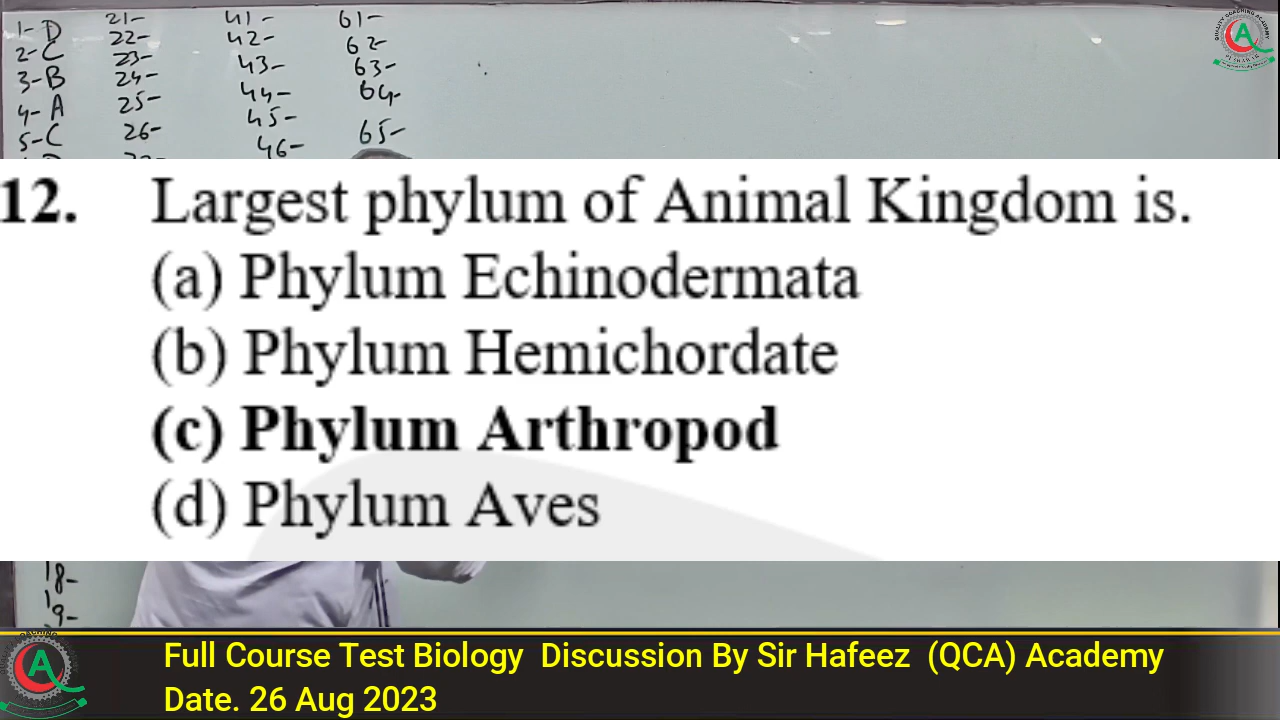 1- D 21- 41- 61-
2- C 22- 42- 62-
3- B 23- 43- 63-
4- A 24- 44- 64-
5- C 25- 45- 65-
26- 46-
12. Largest phylum of Animal Kingdom is.
(a) Phylum Echinodermata
(b) Phylum Hemichordate
(c) Phylum Arthropod
(d) Phylum Aves
18-
19-
Full Course Test Biology Discussion By Sir Hafeez (QCA) Academy
Date. 26 Aug 2023